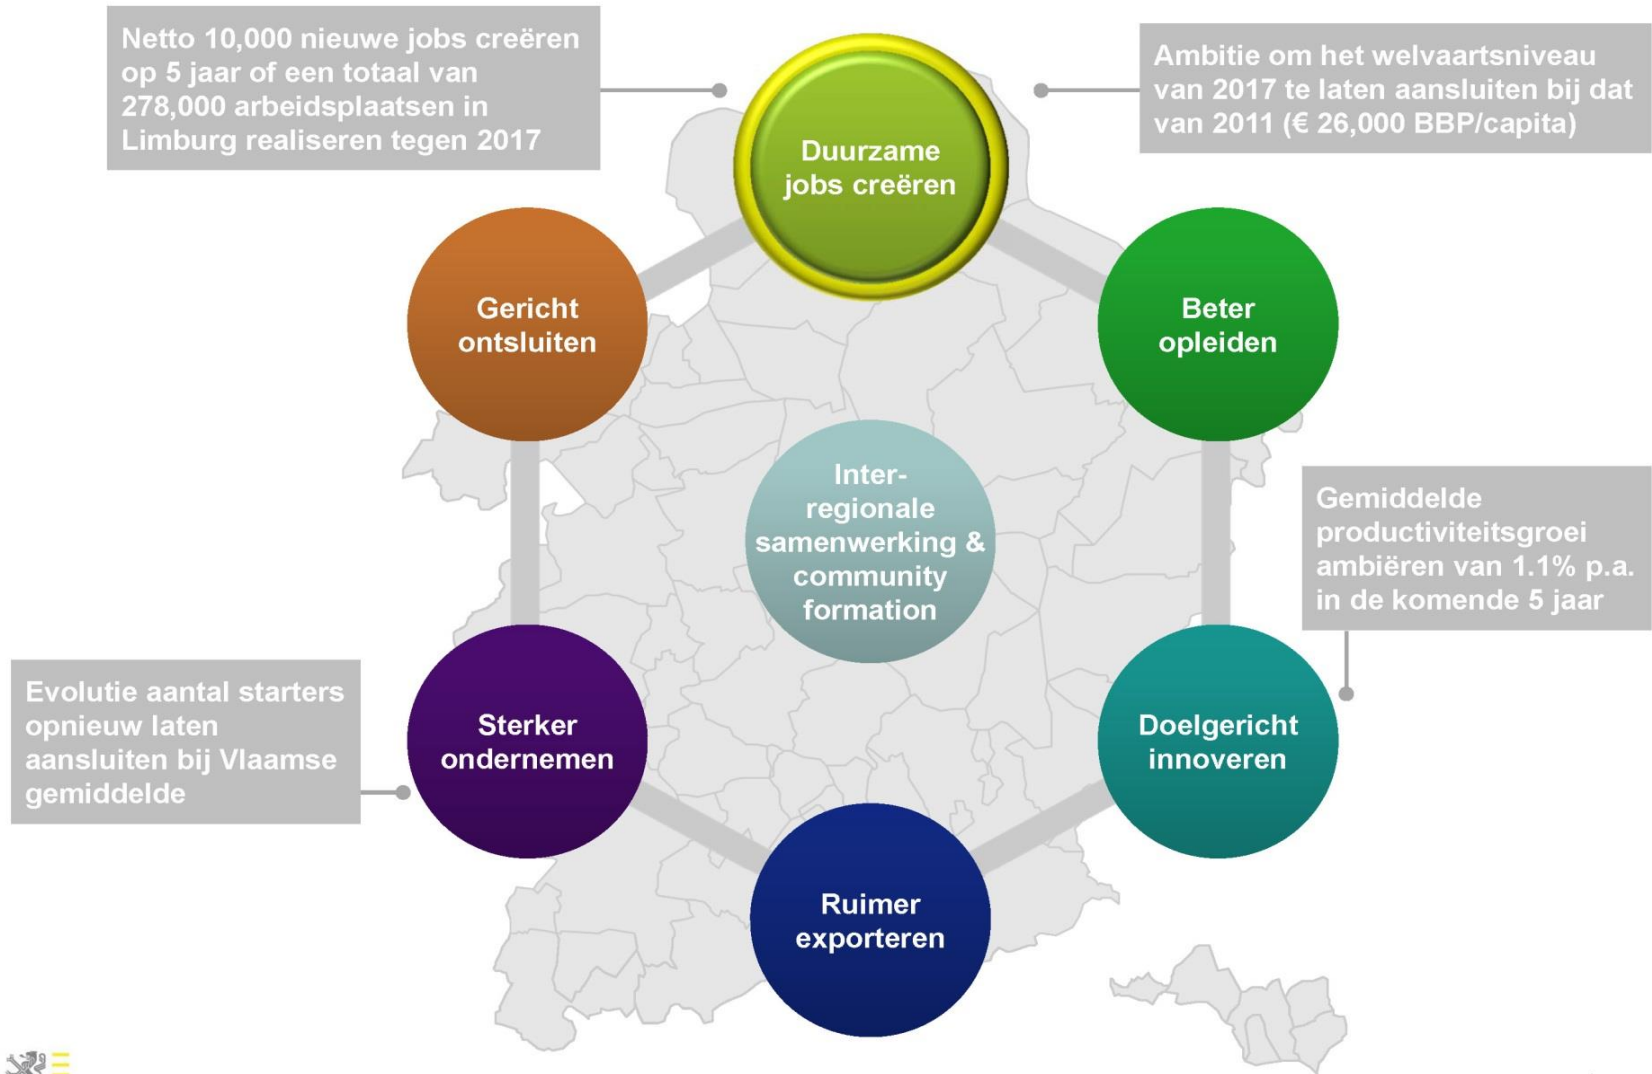 Netto 10,000 nieuwe jobs creëren
op 5 jaar of een totaal van
278,000 arbeidsplaatsen in
Limburg realiseren tegen 2017
Ambitie om het welvaartsniveau
van 2017 te laten aansluiten bij dat
van 2011 (€ 26,000 BBP/capita)
Duurzame
jobs creëren
Gericht
ontsluiten
Beter
opleiden
Inter-
regionale
samenwerking &
community
formation
Gemiddelde
productiviteitsgroei
ambiëren van 1.1% p.a.
in de komende 5 jaar
Evolutie aantal starters
opnieuw laten
aansluiten bij Vlaamse
gemiddelde
Sterker
ondernemen
Doelgericht
innoveren
Ruimer
exporteren